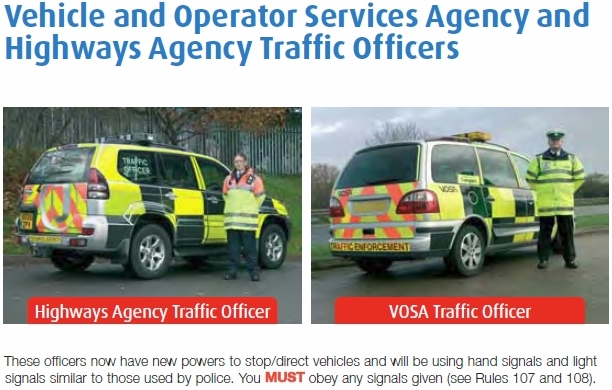 Vehicle and Operator Services Agency and
Highways Agency Traffic Officers
TRAFFIC
OFFICER
VOSA
VOSA
TRAFFIC ENFORCEMENT
Highways Agency Traffic Officer
VOSA Traffic Officer
These officers now have new powers to stop/direct vehicles and will be using hand signals and light
signals similar to those used by police. You MUST obey any signals given (see Rules 107 and 108).